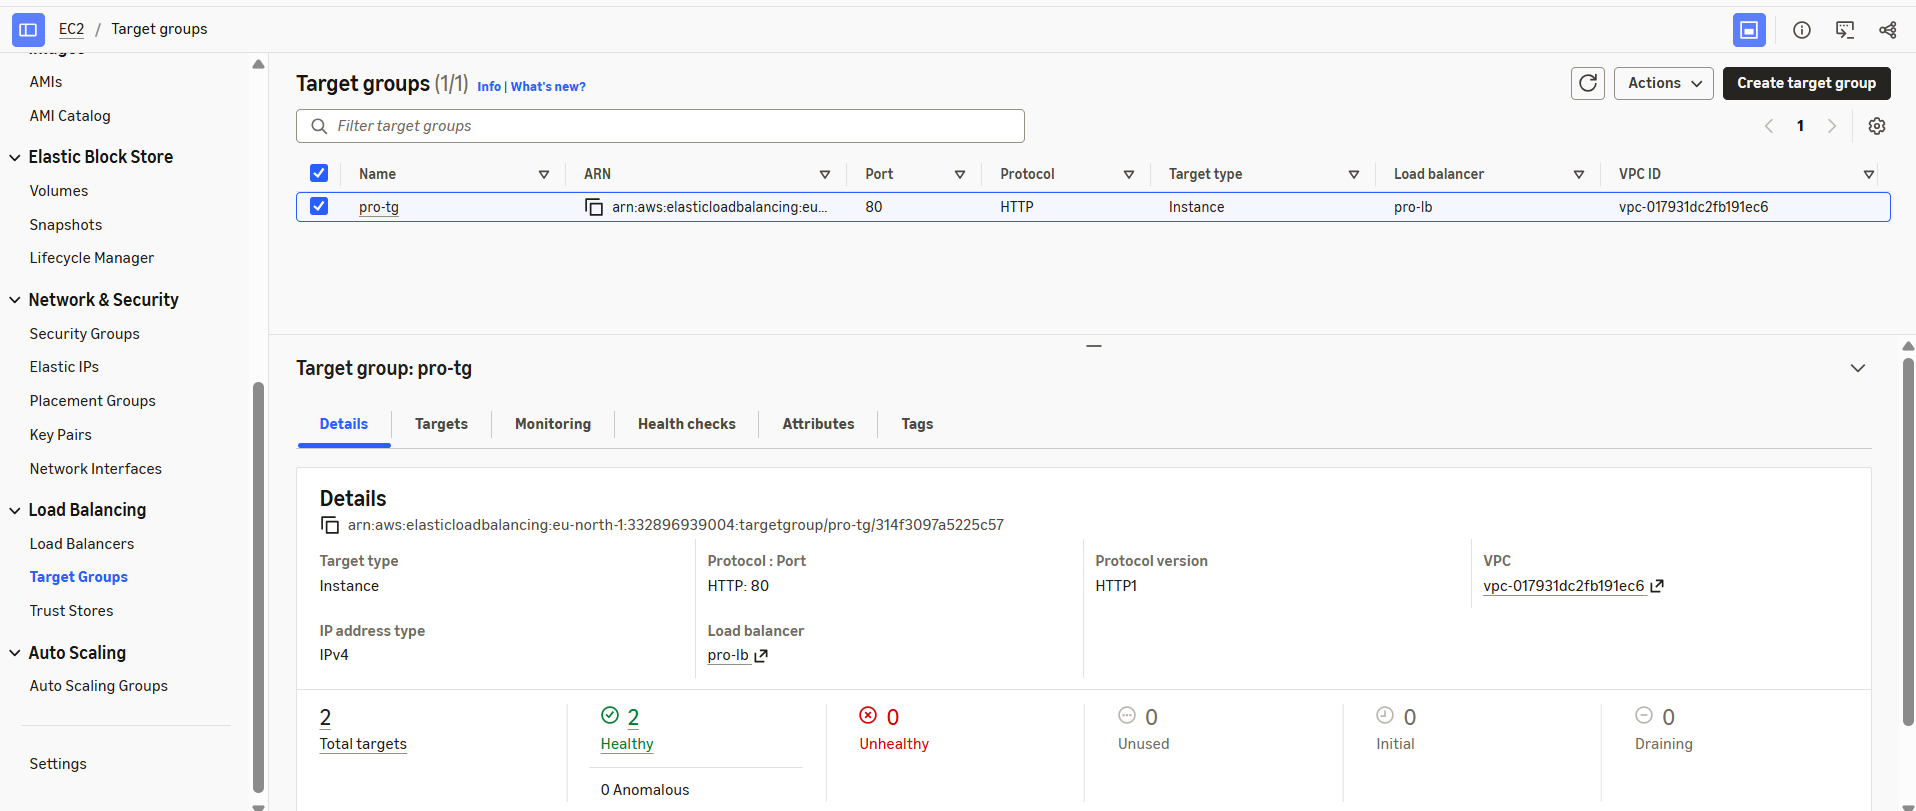 EC2 / Target groups
Images
AMIs
AMI Catalog
Elastic Block Store
Volumes
Snapshots
Lifecycle Manager
Network & Security
Security Groups
Elastic IPs
Placement Groups
Key Pairs
Network Interfaces
Load Balancing
Load Balancers
Target Groups
Trust Stores
Auto Scaling
Auto Scaling Groups
Settings
Target groups (1/1) Info | What's new?
Actions
Create target group
Filter target groups
1
Name ARN Port Protocol Target type Load balancer VPC ID
pro-tg arn:aws:elasticloadbalancing:eu... 80 HTTP Instance pro-lb vpc-017931dc2fb191ec6
Target group: pro-tg
Details Targets Monitoring Health checks Attributes Tags
Details
arn:aws:elasticloadbalancing:eu-north-1:332896939004:targetgroup/pro-tg/314f3097a5225c57
Target type Protocol : Port Protocol version VPC
Instance HTTP: 80 HTTP1 vpc-017931dc2fb191ec6
IP address type Load balancer
IPv4 pro-lb
2 2 0 0 0 0
Total targets Healthy Unhealthy Unused Initial Draining
0 Anomalous